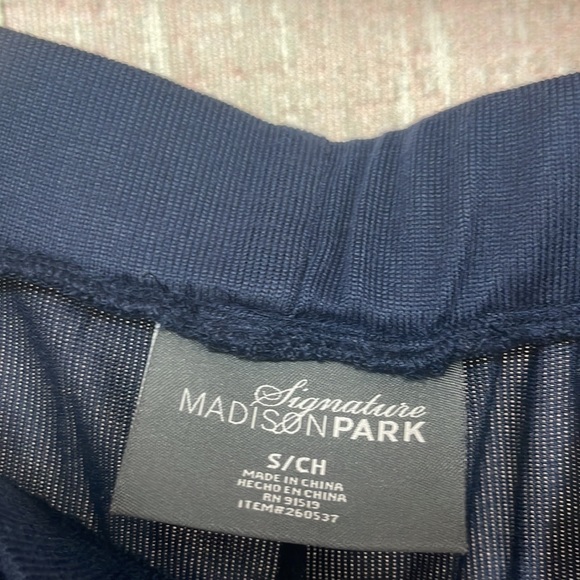 Signature
MADISONPARK
S/CH
MADE IN CHINA
HECHO EN CHINA
RN 91519
ITEM#260537